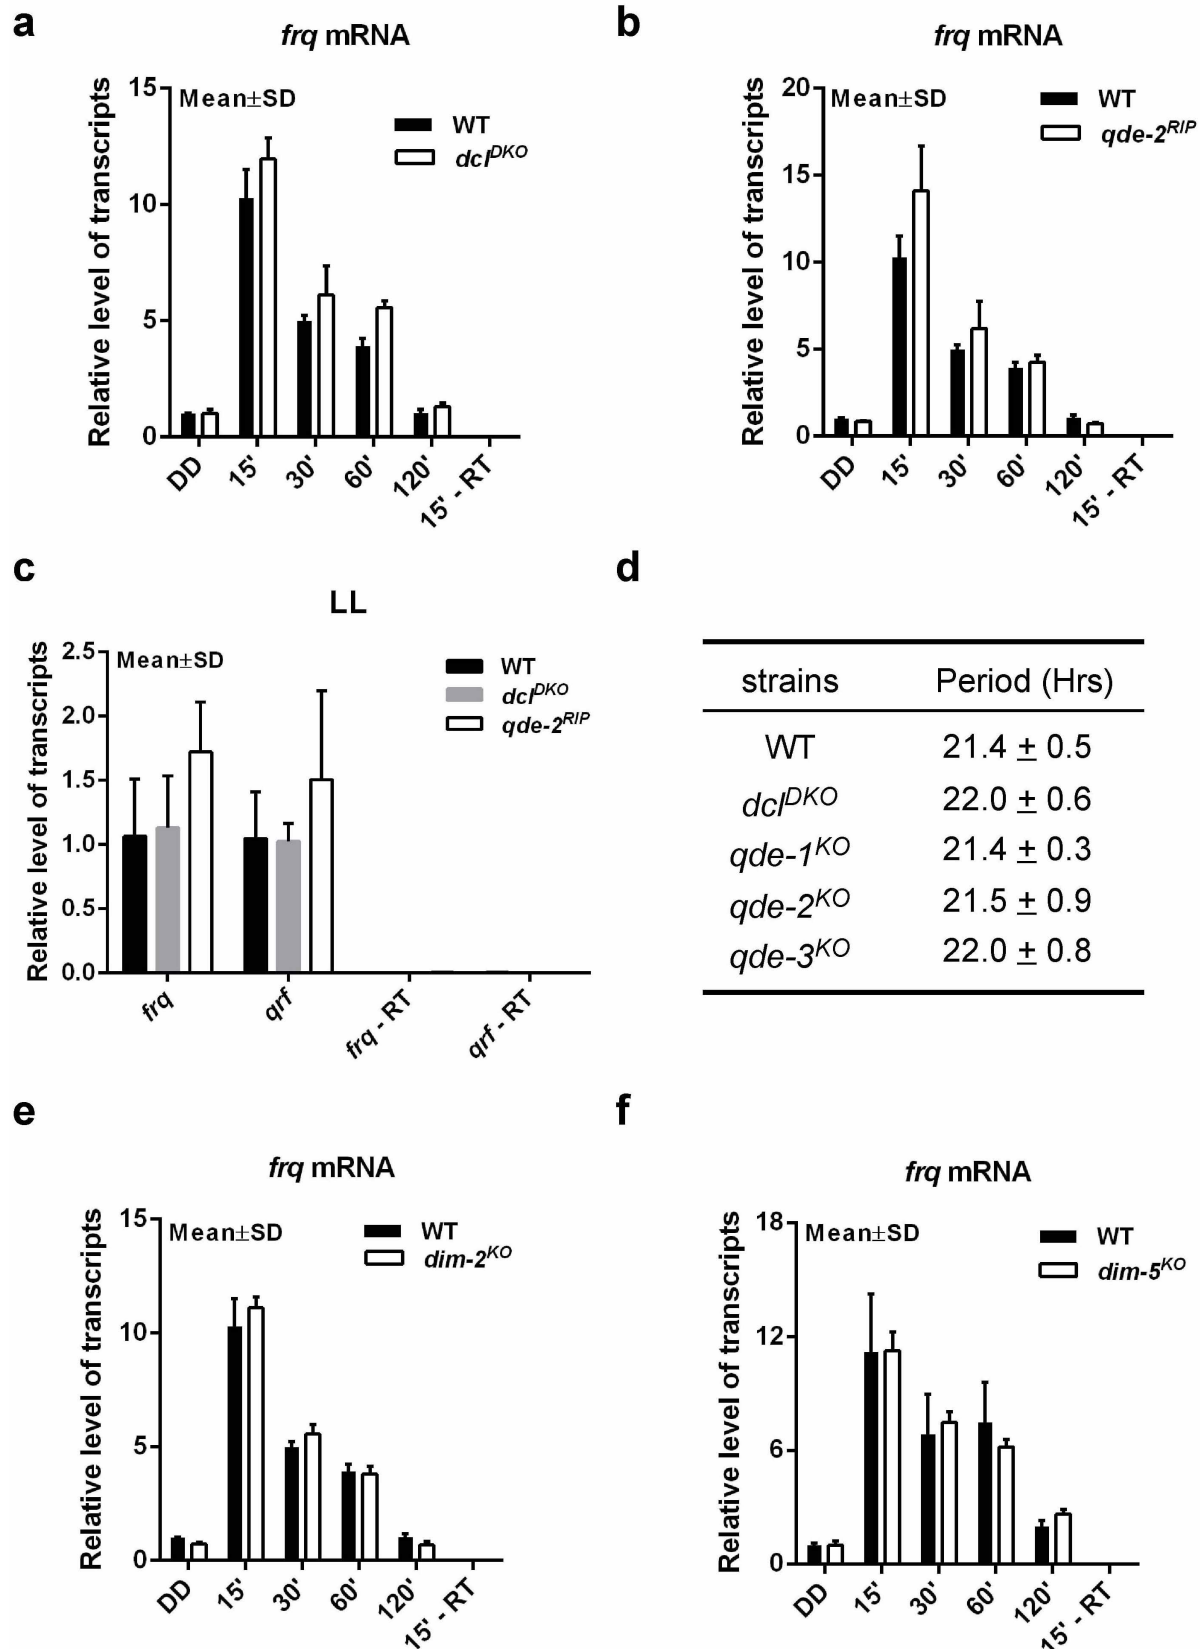 a
frq mRNA
Relative level of transcripts
15
10
5
0
Mean±SD
WT
dcl^DKO
DD
15'
30'
60'
120'
15' - RT
b
frq mRNA
Relative level of transcripts
20
15
10
5
0
Mean±SD
WT
qde-2^RIP
DD
15'
30'
60'
120'
15' - RT
c
LL
Relative level of transcripts
2.5
2.0
1.5
1.0
0.5
0.0
Mean±SD
WT
dcl^DKO
qde-2^RIP
frq
qrf
frq - RT
qrf - RT
d
strains Period (Hrs)
WT 21.4 ± 0.5
dcl^DKO 22.0 ± 0.6
qde-1^KO 21.4 ± 0.3
qde-2^KO 21.5 ± 0.9
qde-3^KO 22.0 ± 0.8
e
frq mRNA
Relative level of transcripts
15
10
5
0
Mean±SD
WT
dim-2^KO
DD
15'
30'
60'
120'
15' - RT
f
frq mRNA
Relative level of transcripts
18
12
6
0
Mean±SD
WT
dim-5^KO
DD
15'
30'
60'
120'
15' - RT